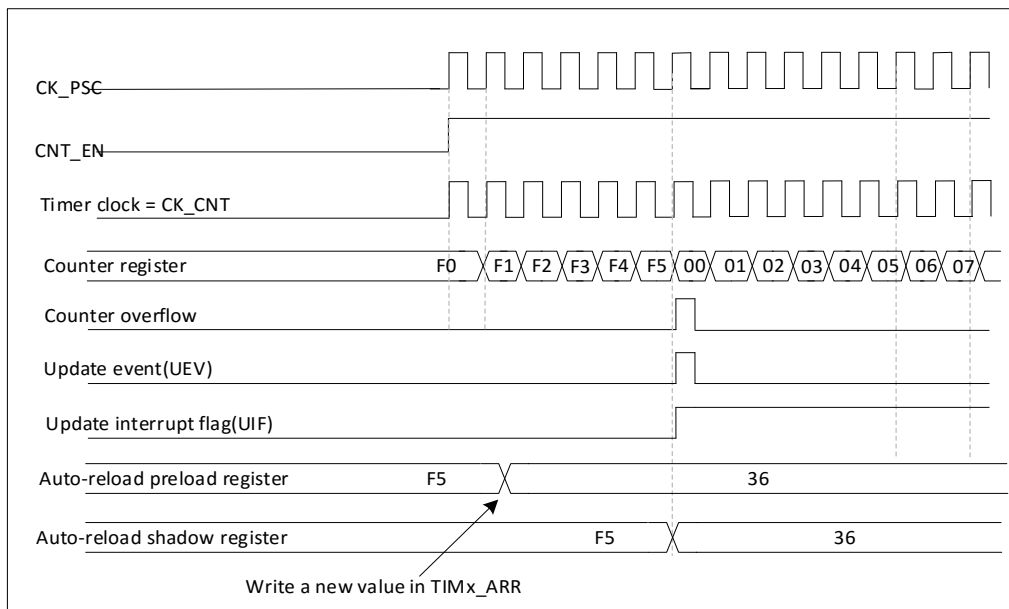 CK_PSC
CNT_EN
Timer clock = CK_CNT
Counter register F0 F1 F2 F3 F4 F5 00 01 02 03 04 05 06 07
Counter overflow
Update event(UEV)
Update interrupt flag(UIF)
Auto-reload preload register F5 36
Auto-reload shadow register F5 36
Write a new value in TIMx_ARR